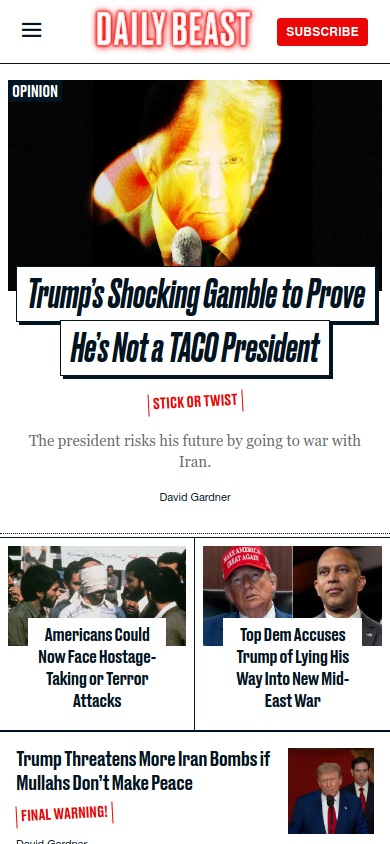 DAILY BEAST
SUBSCRIBE
OPINION
Trump's Shocking Gamble to Prove
He's Not a TACO President
STICK OR TWIST
The president risks his future by going to war with
Iran.
David Gardner
MAKE AMERICA
GREAT AGAIN
Americans Could
Now Face Hostage-
Taking or Terror
Attacks
Top Dem Accuses
Trump of Lying His
Way Into New Mid-
East War
Trump Threatens More Iran Bombs if
Mullahs Don't Make Peace
FINAL WARNING!
David Gardner